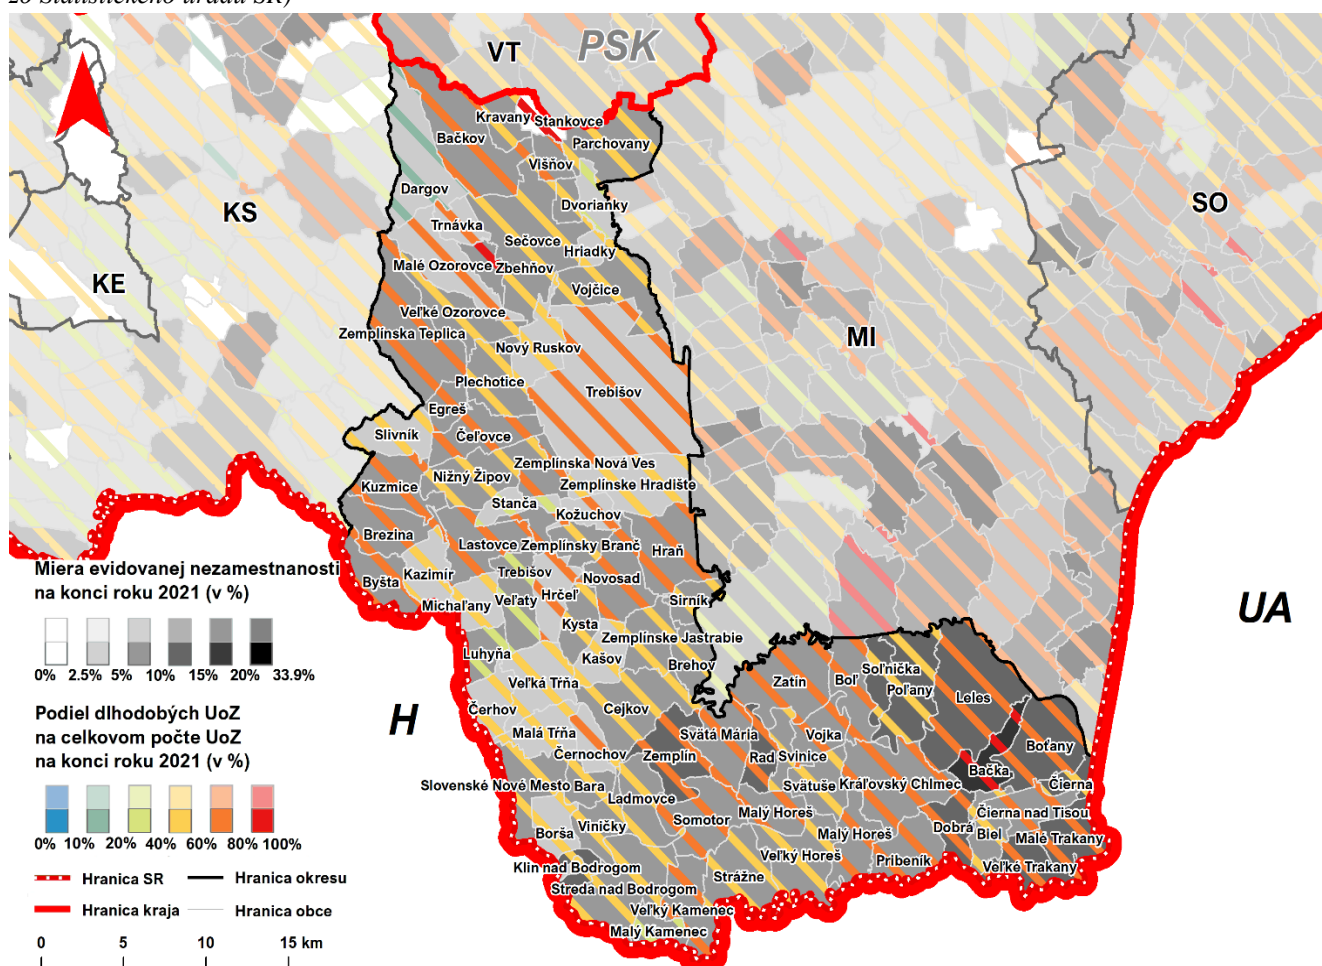 28 Štatistického úradu SR)
VT
PSK
Kravany
Stankovce
Bačkov
Parchovany
Višňov
Dargov
Dvorianky
KS
SO
Trnávka
Sečovce
Hriadky
Malé Ozorovce
Zbehňov
KE
Vojčice
Veľké Ozorovce
Zemplínska Teplica
MI
Nový Ruskov
Plechotice
Trebišov
Egreš
Slivník
Čeľovce
Zemplínska Nová Ves
Nižný Žipov
Kuzmice
Zemplínske Hradište
Stanča
Kožuchov
Brezina
Lastovce
Zemplínsky Branč
Hraň
Miera evidovanej nezamestnanosti
na konci roku 2021 (v %)
Byšta
Kazimír
Trebišov
Novosad
Michaľany
Veľaty
Hrčeľ
Sirník
UA
Kysta
Zemplínske Jastrabie
0% 2.5% 5% 10% 15% 20% 33.9%
Luhyňa
Kašov
Brehov
Soľnička
Zatín
Boľ
Poľany
Leles
Veľká Tŕňa
Podiel dlhodobých UoZ
na celkovom počte UoZ
na konci roku 2021 (v %)
H
Čerhov
Cejkov
Malá Tŕňa
Svätá Mária
Vojka
Boťany
Černochov
Zemplín
Rad
Svinice
Bačka
Slovenské Nové Mesto
Bara
Svätuše
Kráľovský Chlmec
Čierna
Ladmovce
Malý Horeš
Čierna nad Tisou
Somotor
Viničky
Borša
Malý Horeš
Dobrá
Biel
Malé Trakany
0% 10% 20% 40% 60% 80% 100%
Veľký Horeš
Pribeník
Veľké Trakany
Klin nad Bodrogom
Strážne
Hranica SR
Hranica okresu
Streda nad Bodrogom
Hranica kraja
Hranica obce
Veľký Kamenec
Malý Kamenec
0 5 10 15 km